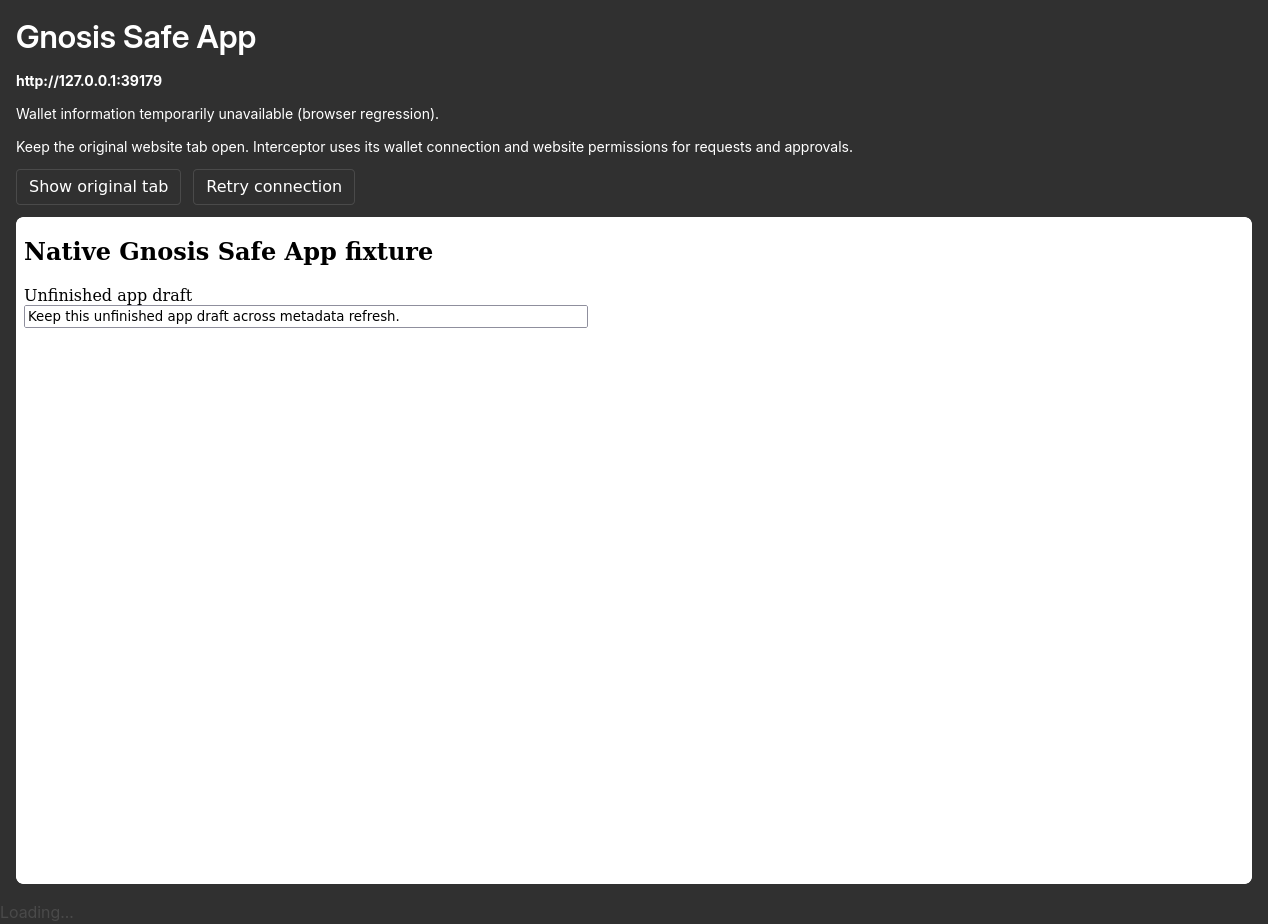 Gnosis Safe App
http://127.0.0.1:39179
Wallet information temporarily unavailable (browser regression).
Keep the original website tab open. Interceptor uses its wallet connection and website permissions for requests and approvals.
Show original tab
Retry connection
Native Gnosis Safe App fixture
Unfinished app draft
Keep this unfinished app draft across metadata refresh.
Loading...